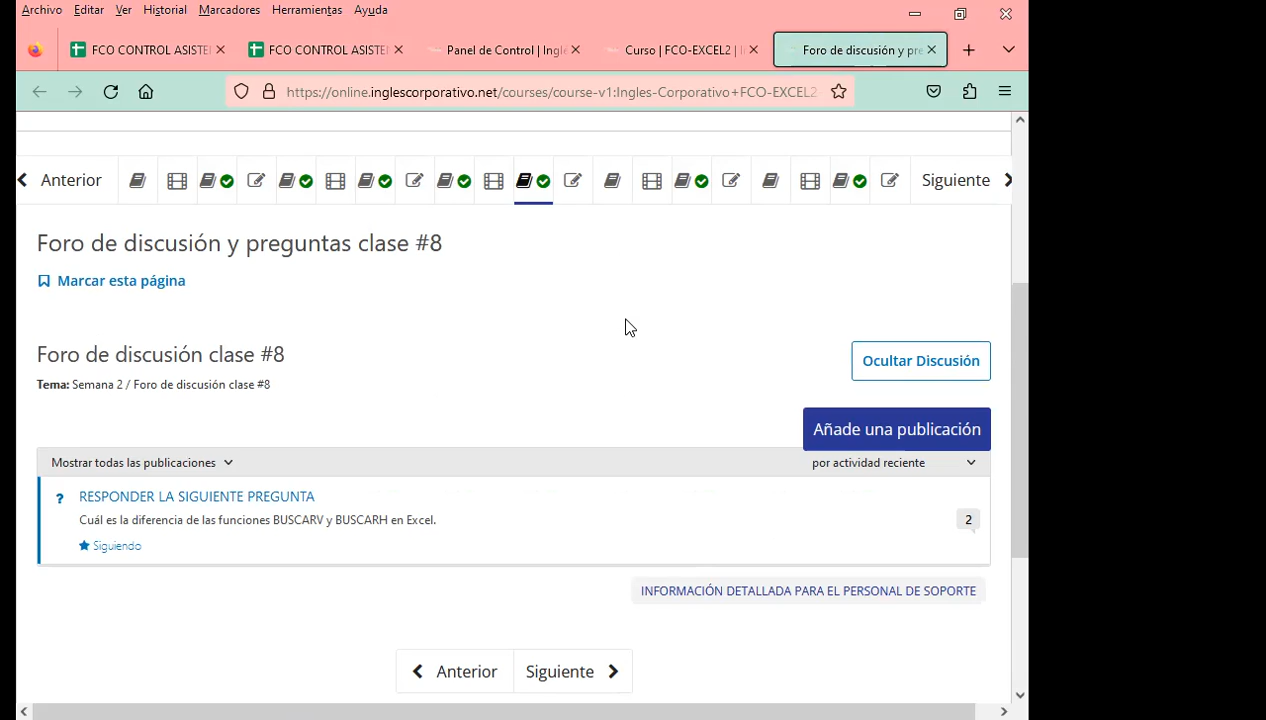 Archivo Editar Ver Historial Marcadores Herramientas Ayuda
FCO CONTROL ASISTE FCO CONTROL ASISTE Panel de Control | Ingle Curso | FCO-EXCEL2 | I Foro de discusión y pre
https://online.inglescorporativo.net/courses/course-v1:Ingles-Corporativo+FCO-EXCEL2
Anterior Siguiente
Foro de discusión y preguntas clase #8
Marcar esta página
Foro de discusión clase #8
Ocultar Discusión
Tema: Semana 2 / Foro de discusión clase #8
Añade una publicación
Mostrar todas las publicaciones por actividad reciente
? RESPONDER LA SIGUIENTE PREGUNTA
Cuál es la diferencia de las funciones BUSCARV y BUSCARH en Excel. 2
Siguiendo
INFORMACIÓN DETALLADA PARA EL PERSONAL DE SOPORTE
Anterior Siguiente